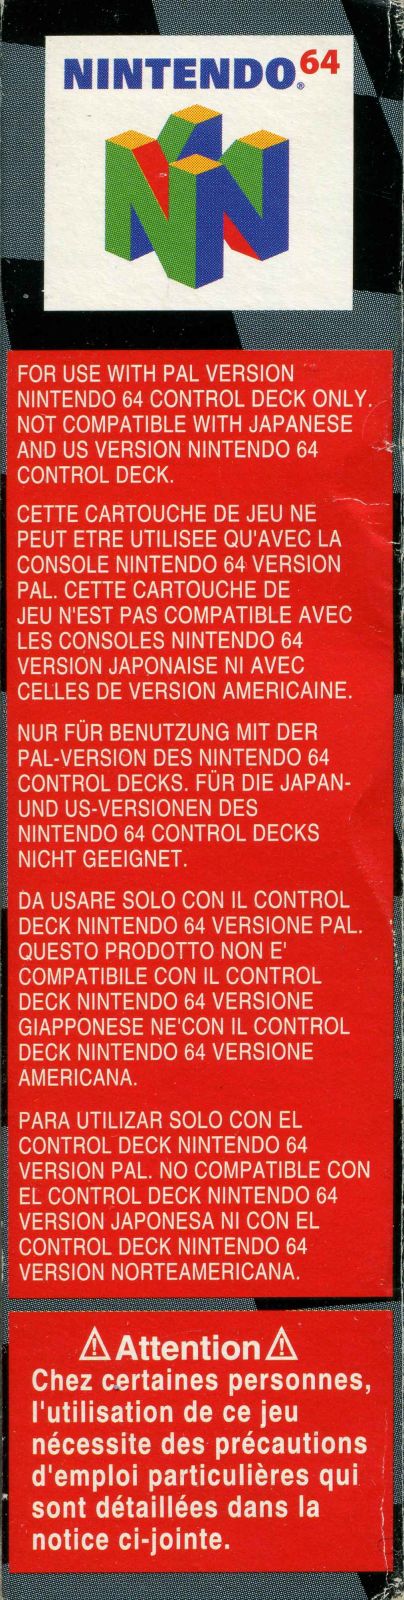 NINTENDO®64
FOR USE WITH PAL VERSION
NINTENDO 64 CONTROL DECK ONLY.
NOT COMPATIBLE WITH JAPANESE
AND US VERSION NINTENDO 64
CONTROL DECK.
CETTE CARTOUCHE DE JEU NE
PEUT ETRE UTILISEE QU'AVEC LA
CONSOLE NINTENDO 64 VERSION
PAL. CETTE CARTOUCHE DE
JEU N'EST PAS COMPATIBLE AVEC
LES CONSOLES NINTENDO 64
VERSION JAPONAISE NI AVEC
CELLES DE VERSION AMERICAINE.
NUR FÜR BENUTZUNG MIT DER
PAL-VERSION DES NINTENDO 64
CONTROL DECKS. FÜR DIE JAPAN-
UND US-VERSIONEN DES
NINTENDO 64 CONTROL DECKS
NICHT GEEIGNET.
DA USARE SOLO CON IL CONTROL
DECK NINTENDO 64 VERSIONE PAL.
QUESTO PRODOTTO NON E'
COMPATIBILE CON IL CONTROL
DECK NINTENDO 64 VERSIONE
GIAPPONESE NE'CON IL CONTROL
DECK NINTENDO 64 VERSIONE
AMERICANA.
PARA UTILIZAR SOLO CON EL
CONTROL DECK NINTENDO 64
VERSION PAL. NO COMPATIBLE CON
EL CONTROL DECK NINTENDO 64
VERSION JAPONESA NI CON EL
CONTROL DECK NINTENDO 64
VERSION NORTEAMERICANA.
⚠ Attention ⚠
Chez certaines personnes,
l'utilisation de ce jeu
nécessite des précautions
d'emploi particulières qui
sont détaillées dans la
notice ci-jointe.